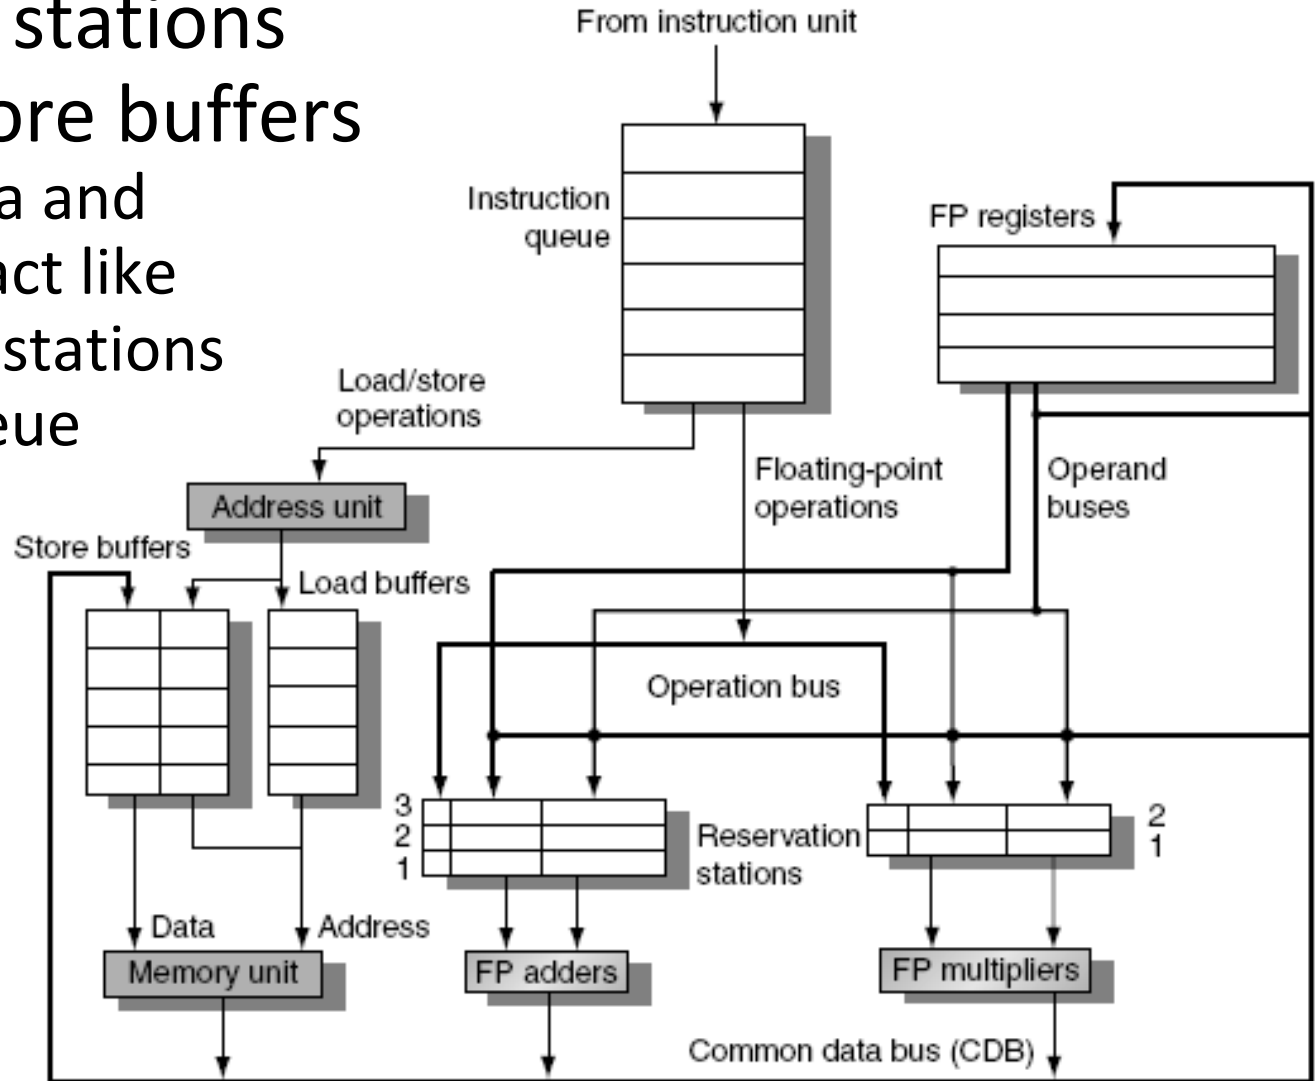 stations
ore buffers
a and
act like
stations
eue
From instruction unit
Instruction
queue
FP registers
Load/store
operations
Floating-point
operations
Operand
buses
Address unit
Store buffers
Load buffers
Operation bus
3
2
1
Reservation
stations
2
1
Data
Address
Memory unit
FP adders
FP multipliers
Common data bus (CDB)